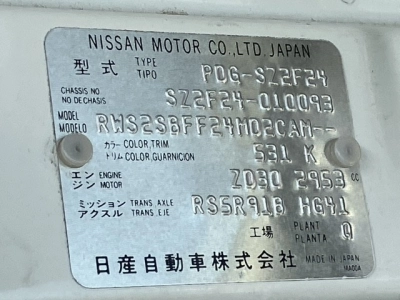 NISSAN MOTOR CO.,LTD. JAPAN
型式 TYPE TIPO PDG-SZ2F24
CHASSIS NO NO DE CHASIS SZ2F24-010093
MODEL MODELO RWS2SBFF24MD2CAM--
カラー COLOR,TRIM トリム COLOR,GUARNICION 531 K
エンジン ENGINE MOTOR ZD30 2953 CC
ミッション アクスル TRANS. AXLE TRANS. EJE RS5R91B HG41
工場 PLANT PLANTA Q
日産自動車株式会社 MADE IN JAPAN
MA00A